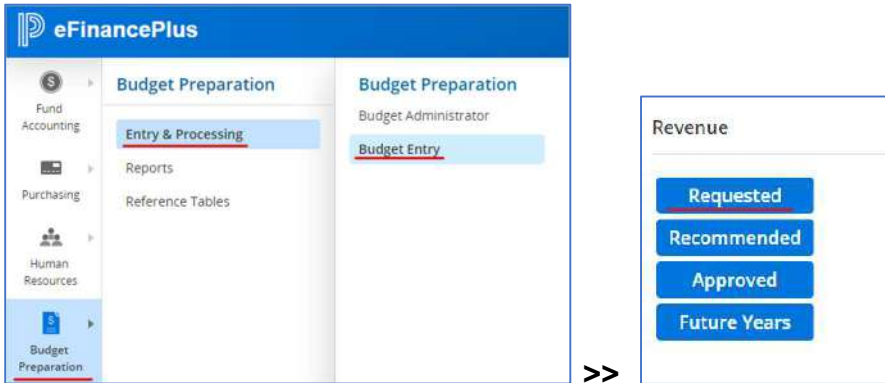 eFinancePlus
Fund
Accounting
Purchasing
Human
Resources
Budget
Preparation
Budget Preparation
Entry & Processing
Reports
Reference Tables
Budget Preparation
Budget Administrator
Budget Entry
>>
Revenue
Requested
Recommended
Approved
Future Years